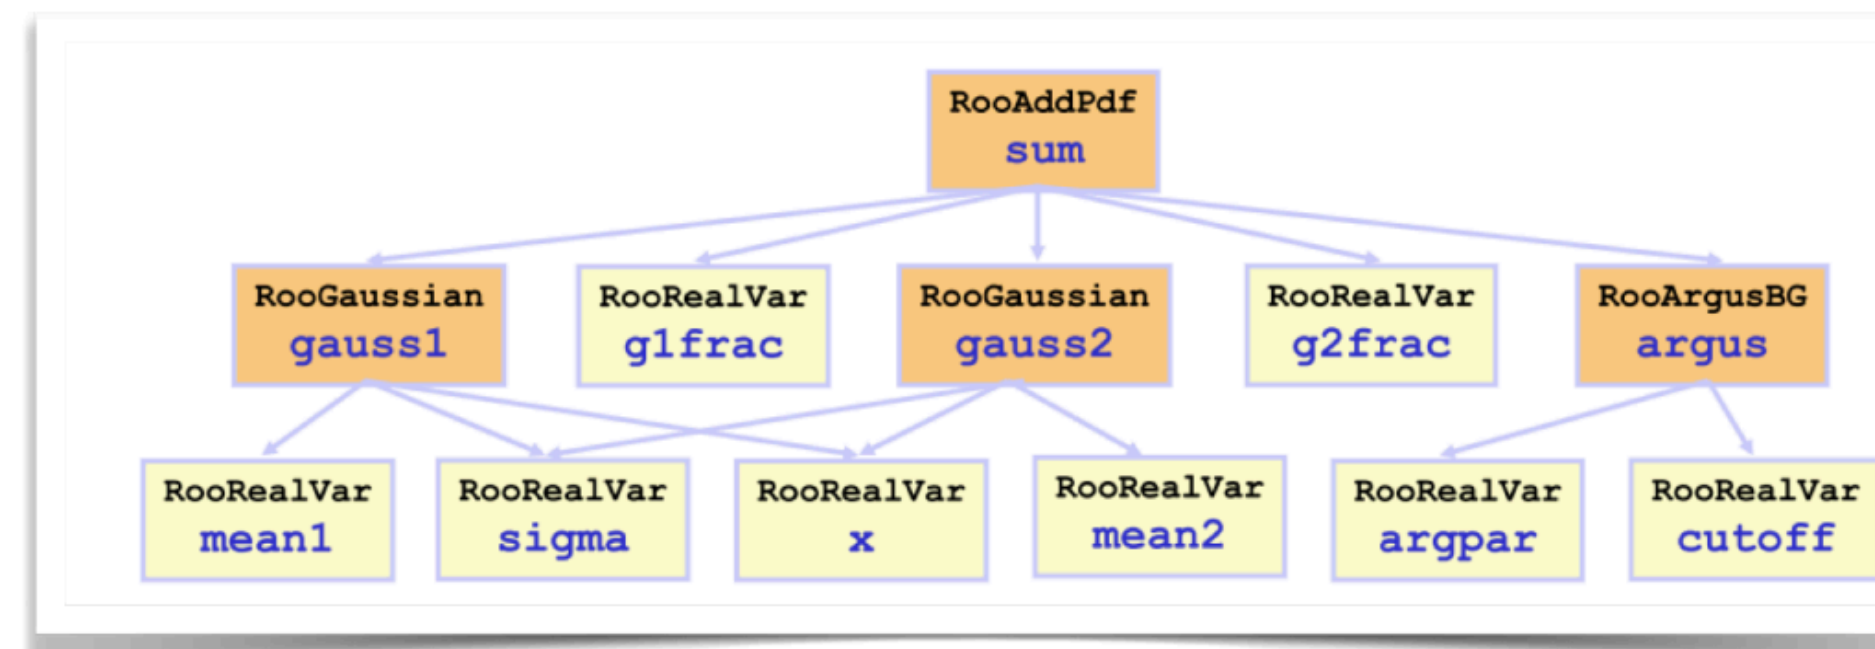 RooAddPdf
sum
RooGaussian
gauss1
RooRealVar
g1frac
RooGaussian
gauss2
RooRealVar
g2frac
RooArgusBG
argus
RooRealVar
mean1
RooRealVar
sigma
RooRealVar
x
RooRealVar
mean2
RooRealVar
argpar
RooRealVar
cutoff